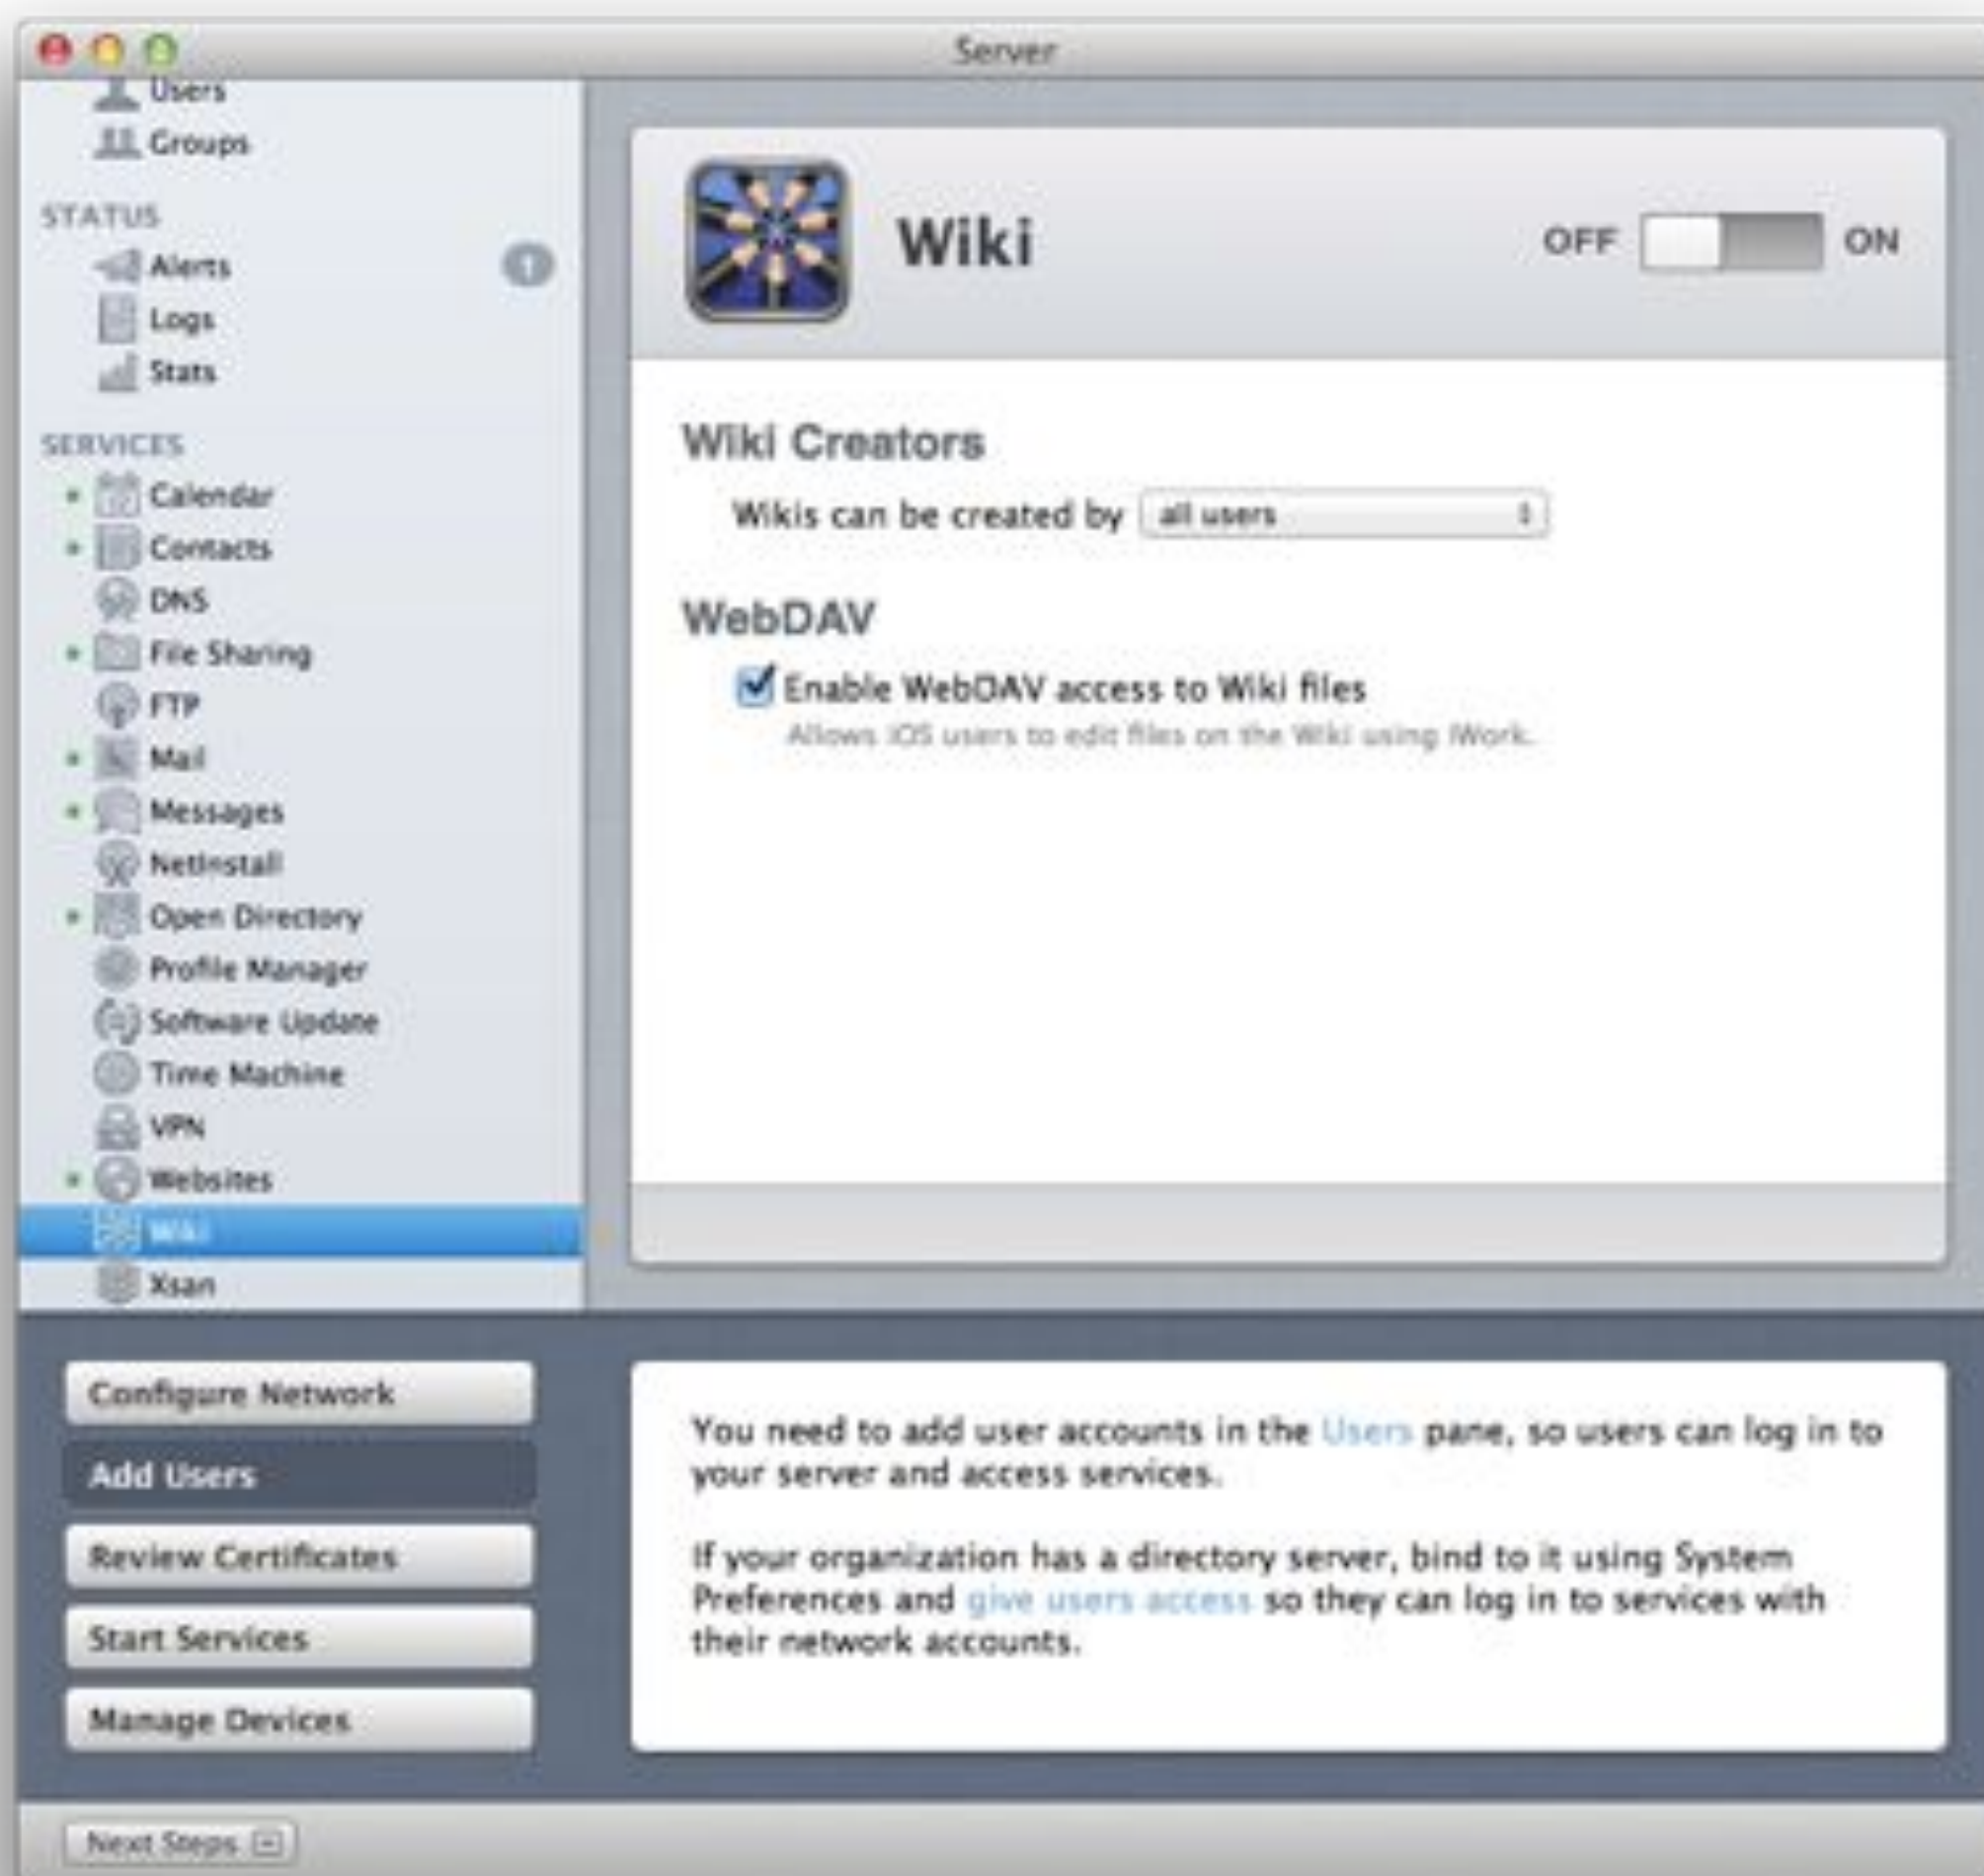 Server
Users
Groups
STATUS
Alerts
1
Logs
Stats
SERVICES
Calendar
Contacts
DNS
File Sharing
FTP
Mail
Messages
NetInstall
Open Directory
Profile Manager
Software Update
Time Machine
VPN
Websites
Wiki
Xsan
Wiki
OFF ON
Wiki Creators
Wikis can be created by all users
WebDAV
Enable WebDAV access to Wiki files
Allows iOS users to edit files on the Wiki using iWork.
Configure Network
Add Users
Review Certificates
Start Services
Manage Devices
You need to add user accounts in the Users pane, so users can log in to
your server and access services.
If your organization has a directory server, bind to it using System
Preferences and give users access so they can log in to services with
their network accounts.
Next Steps